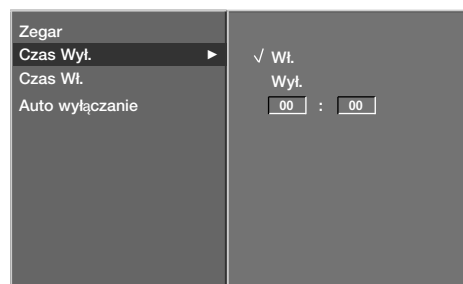 Zegar
Czas Wył. ►
Czas Wł.
Auto wyłączanie
√ Wł.
Wył.
00 : 00